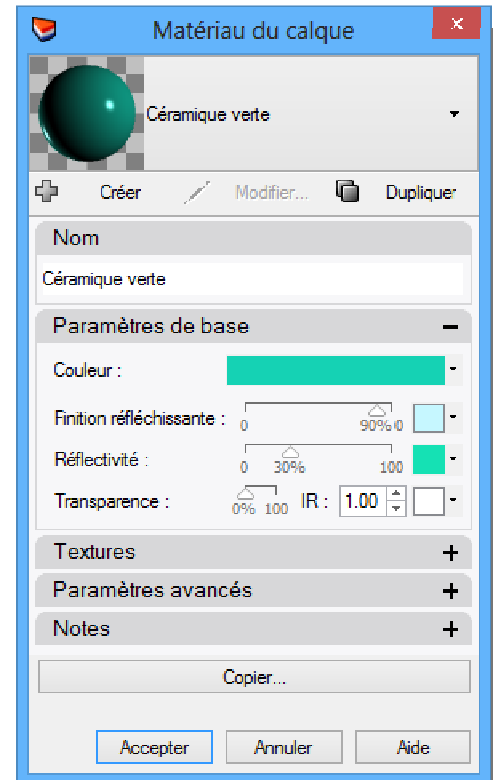 Matériau du calque
Céramique verte
Créer Modifier... Dupliquer
Nom
Céramique verte
Paramètres de base
Couleur :
Finition réfléchissante : 0 90%
Réflectivité : 0 30% 100
Transparence : 0% 100 IR : 1.00
Textures
Paramètres avancés
Notes
Copier...
Accepter Annuler Aide